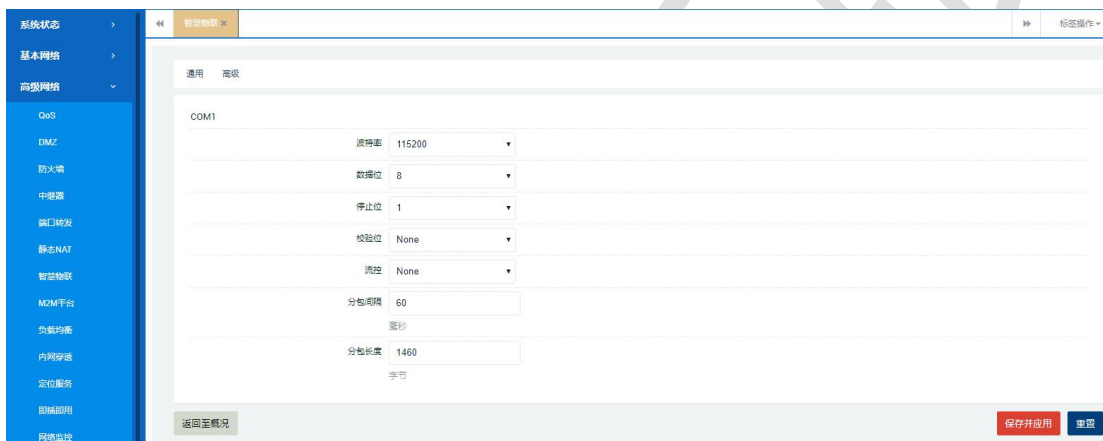 系统状态
智慧物联
标签操作
基本网络
高级网络
通用 高级
QoS
COM1
DMZ
波特率 115200
防火墙
数据位 8
中继器
停止位 1
端口转发
校验位 None
静态NAT
智慧物联
流控 None
M2M平台
分包间隔 60
毫秒
负载均衡
内网穿透
分包长度 1460
字节
定位服务
即插即用
返回至概况
保存并应用 重置
网络监控